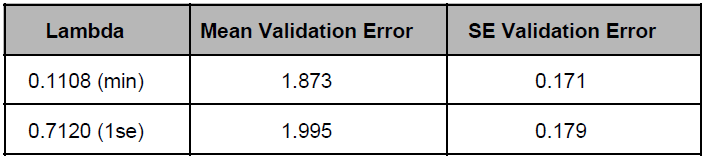 Lambda Mean Validation Error SE Validation Error
0.1108 (min) 1.873 0.171
0.7120 (1se) 1.995 0.179